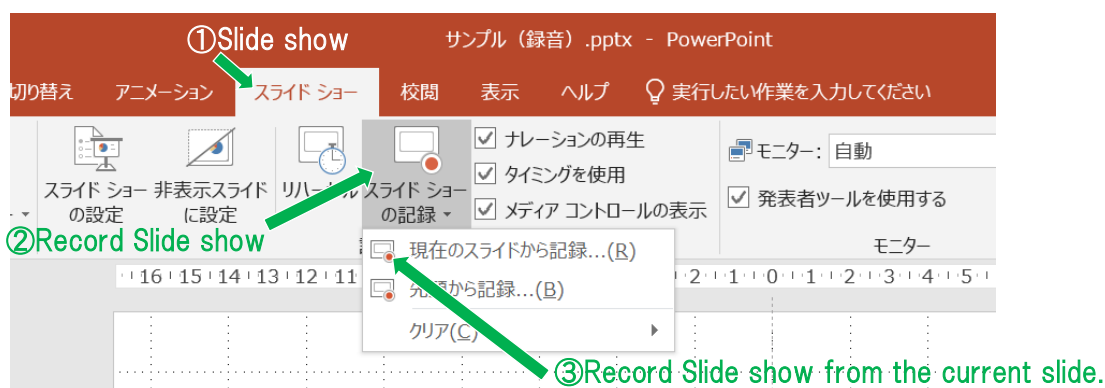 ①Slide show
サンプル（録音）.pptx - PowerPoint
切り替え アニメーション スライド ショー 校閲 表示 ヘルプ 実行したい作業を入力してください
スライド ショー
の設定
非表示スライド
に設定
スライド ショー
の記録
ナレーションの再生
タイミングを使用
メディア コントロールの表示
モニター: 自動
発表者ツールを使用する
モニター
②Record Slide show
現在のスライドから記録...(R)
先頭から記録...(B)
クリア(C)
16 15 14 13 12 11 2 1 0 1 2 3 4 5
③Record Slide show from the current slide.